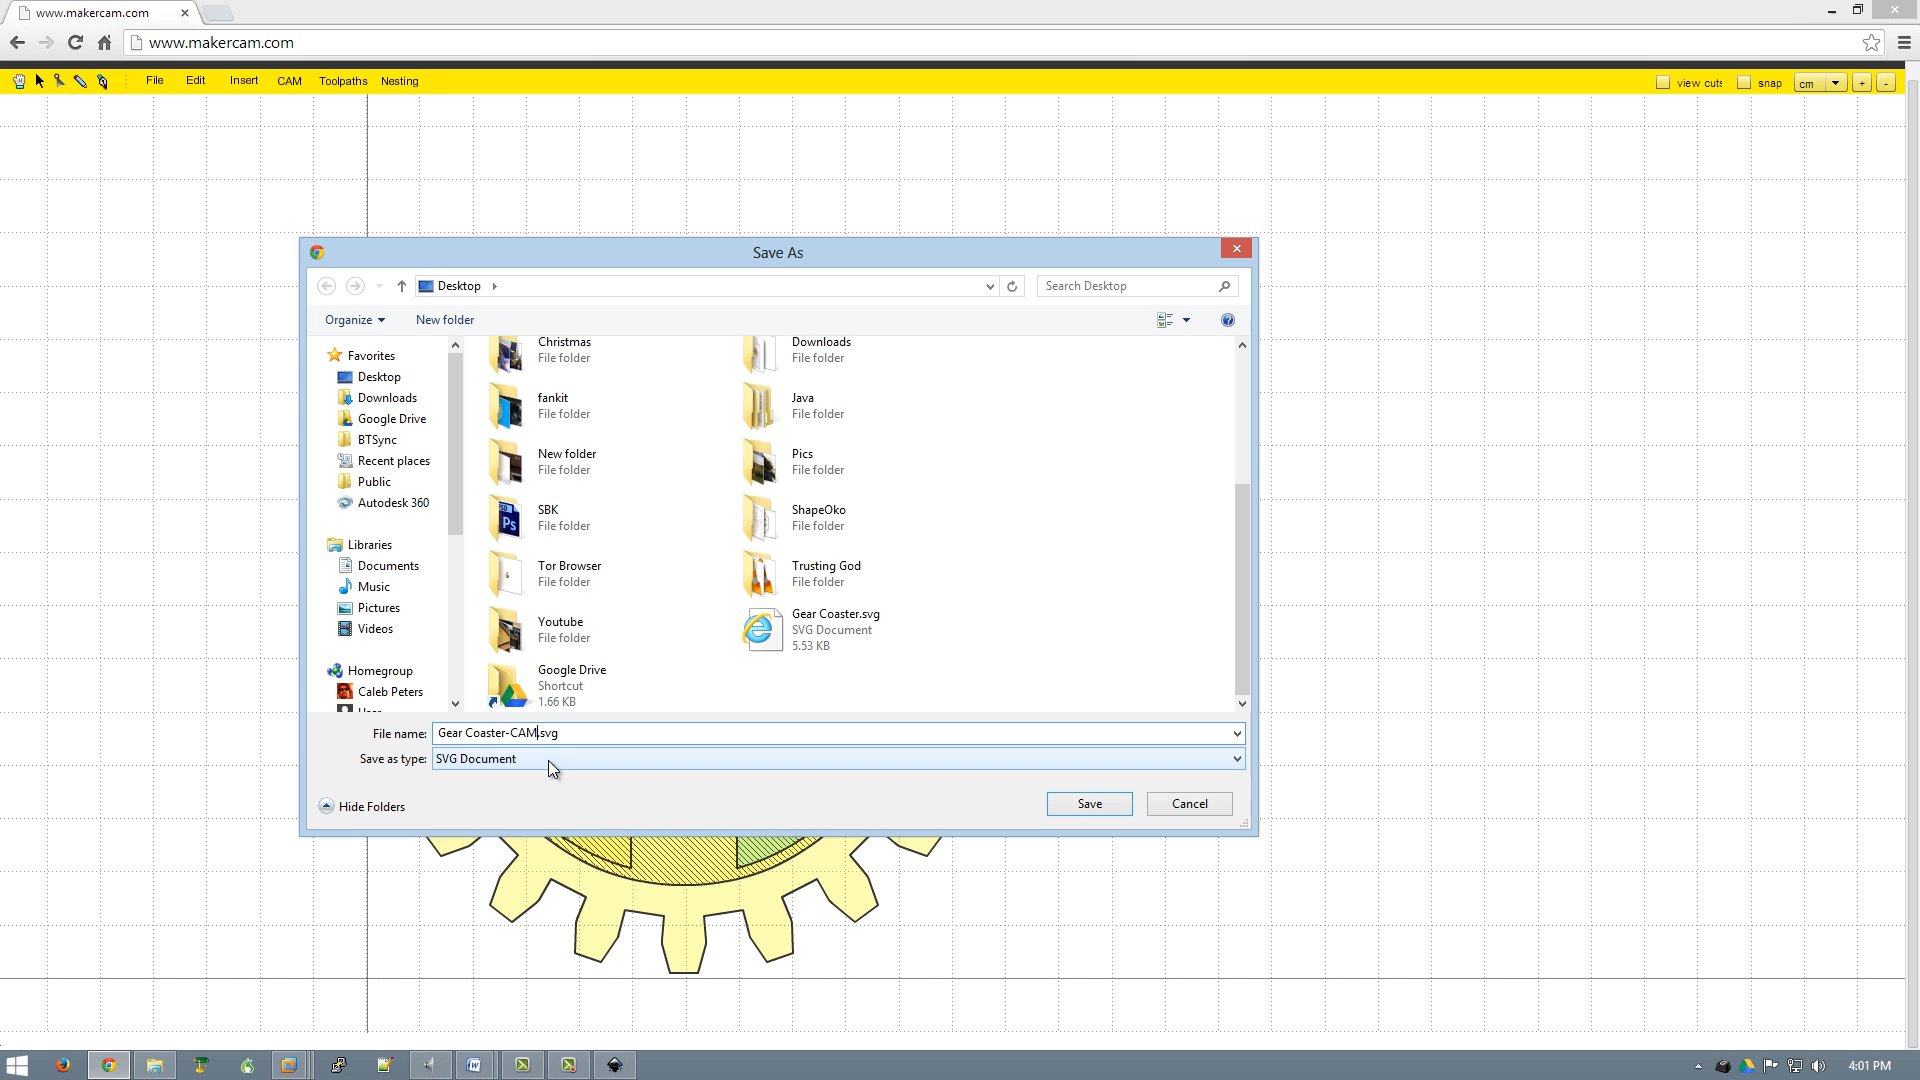 www.makercam.com
www.makercam.com
File Edit Insert CAM Toolpaths Nesting
view cuts snap cm + -
Save As
Desktop
Search Desktop
Organize New folder
Favorites
Desktop
Downloads
Google Drive
BTSync
Recent places
Public
Autodesk 360
Libraries
Documents
Music
Pictures
Videos
Homegroup
Caleb Peters
Christmas
File folder
Downloads
File folder
fankit
File folder
Java
File folder
New folder
File folder
Pics
File folder
SBK
File folder
Ps
ShapeOko
File folder
Tor Browser
File folder
Trusting God
File folder
Youtube
File folder
Gear Coaster.svg
SVG Document
5.53 KB
Google Drive
Shortcut
1.66 KB
File name: Gear Coaster-CAM.svg
Save as type: SVG Document
Hide Folders
Save
Cancel
4:01 PM